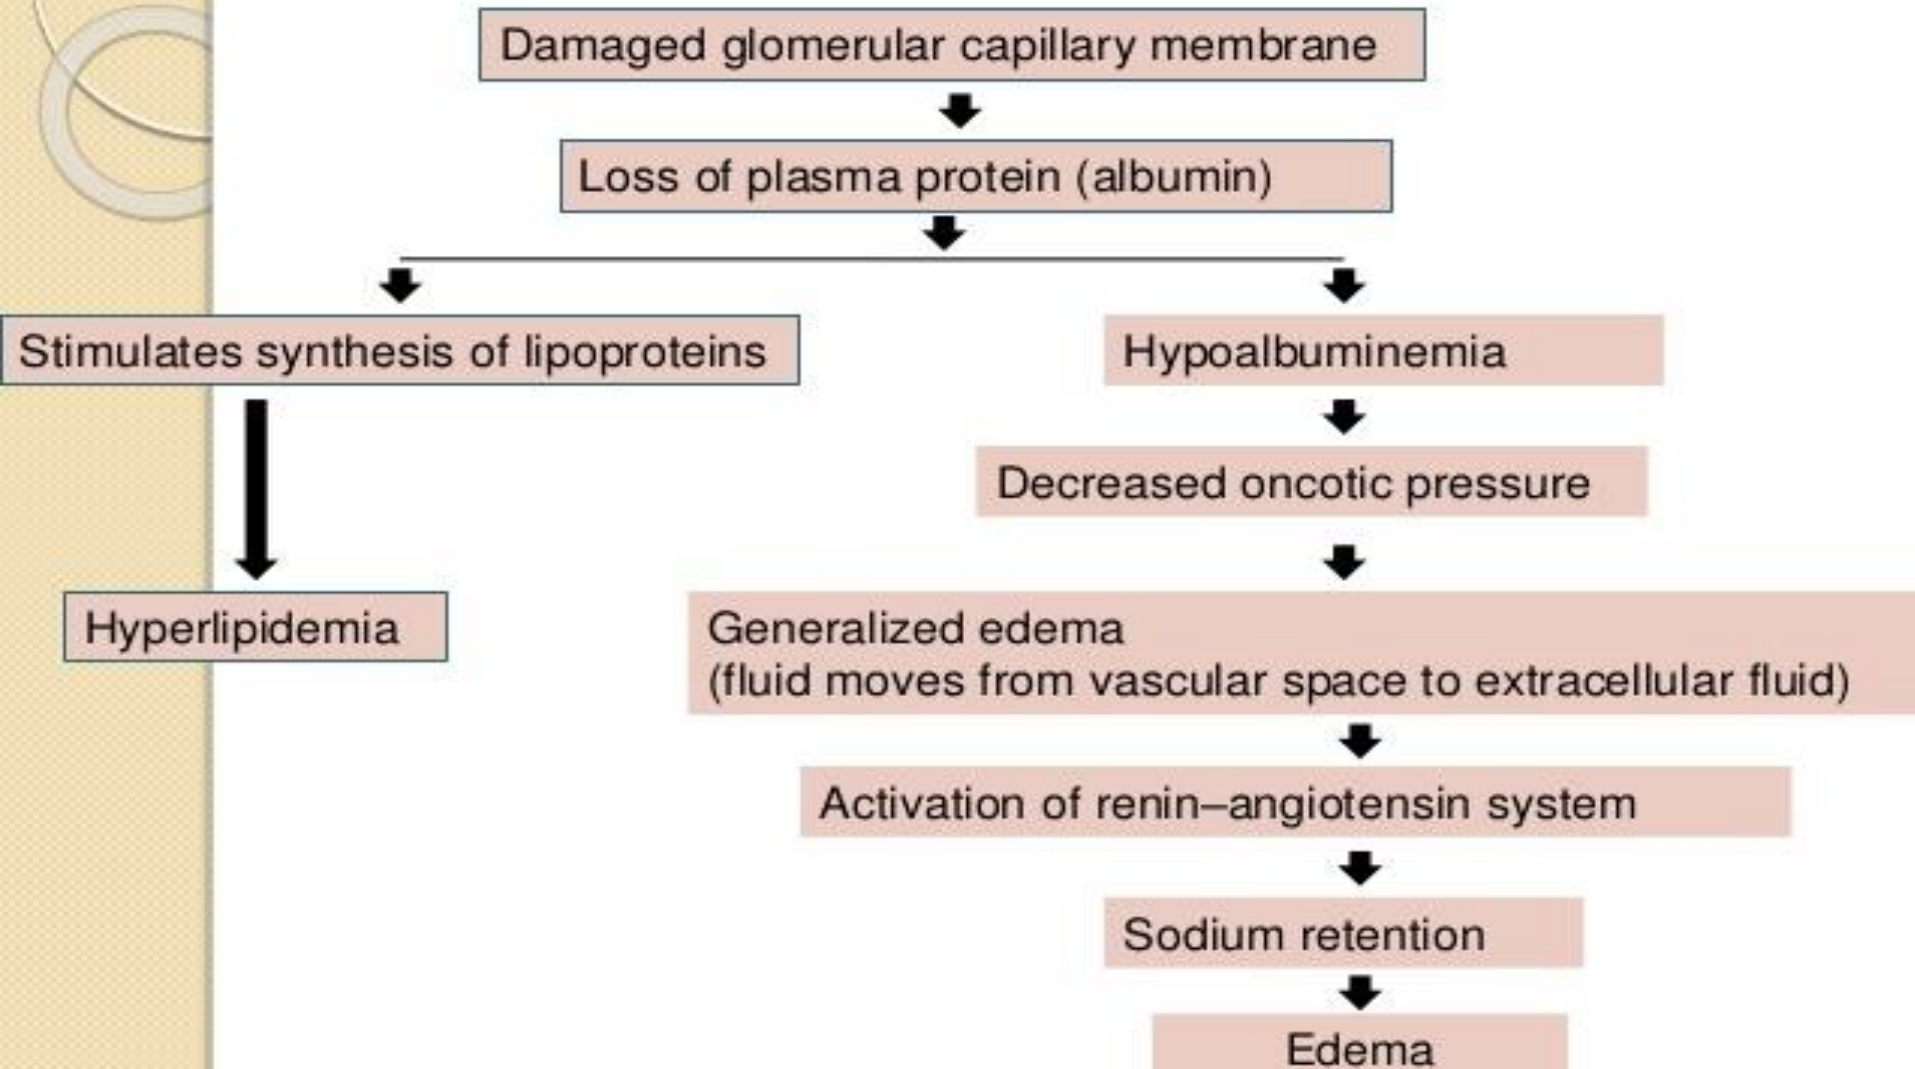 Damaged glomerular capillary membrane
Loss of plasma protein (albumin)
Stimulates synthesis of lipoproteins
Hypoalbuminemia
Decreased oncotic pressure
Hyperlipidemia
Generalized edema
(fluid moves from vascular space to extracellular fluid)
Activation of renin–angiotensin system
Sodium retention
Edema